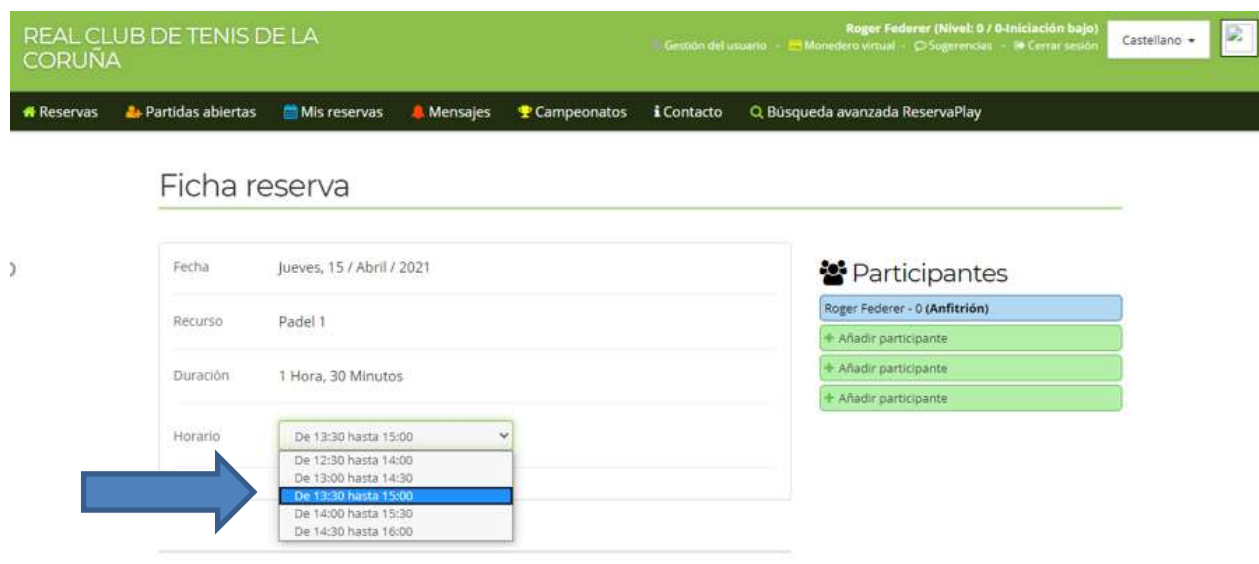 REAL CLUB DE TENIS DE LA
CORUÑA
Roger Federer (Nivel: 0 / 0-Iniciación bajo)
Gestión del usuario - Monedero virtual - Sugerencias - Cerrar sesión
Castellano
Reservas Partidas abiertas Mis reservas Mensajes Campeonatos Contacto Búsqueda avanzada ReservaPlay
Ficha reserva
Fecha Jueves, 15 / Abril / 2021
Recurso Padel 1
Duración 1 Hora, 30 Minutos
Horario De 13:30 hasta 15:00
De 12:30 hasta 14:00
De 13:00 hasta 14:30
De 13:30 hasta 15:00
De 14:00 hasta 15:30
De 14:30 hasta 16:00
Participantes
Roger Federer - 0 (Anfitrión)
+ Añadir participante
+ Añadir participante
+ Añadir participante